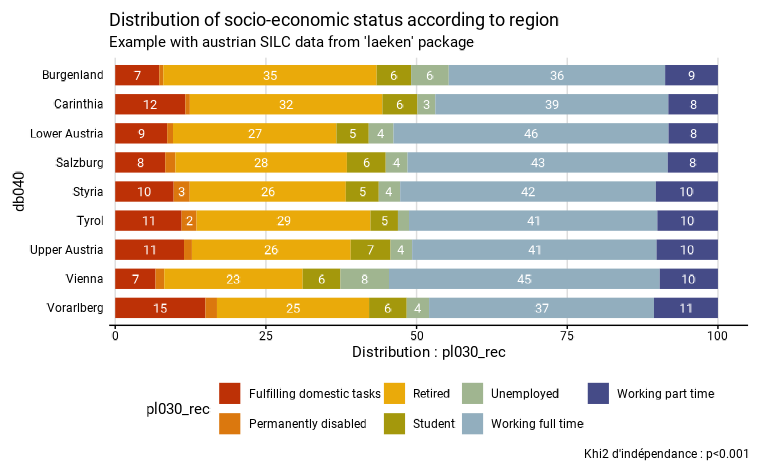 Distribution of socio-economic status according to region
Example with austrian SILC data from 'laeken' package
db040
Burgenland 7 35 6 6 36 9
Carinthia 12 32 6 3 39 8
Lower Austria 9 27 5 4 46 8
Salzburg 8 28 6 4 43 8
Styria 10 3 26 5 4 42 10
Tyrol 11 2 29 5 41 10
Upper Austria 11 26 7 4 41 10
Vienna 7 23 6 8 45 10
Vorarlberg 15 25 6 4 37 11
0 25 50 75 100
Distribution : pl030_rec
pl030_rec
Fulfilling domestic tasks Retired Unemployed Working part time
Permanently disabled Student Working full time
Khi2 d'indépendance : p<0.001